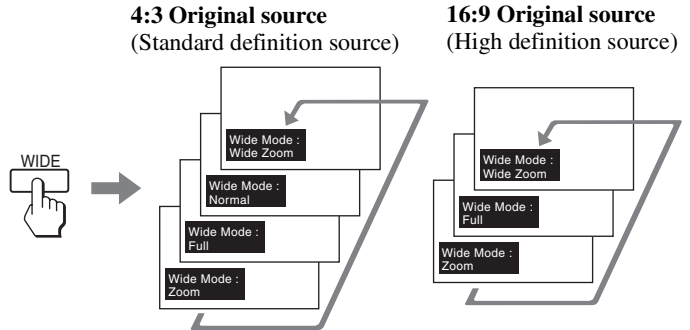 4:3 Original source
(Standard definition source)
16:9 Original source
(High definition source)
WIDE
Wide Mode :
Wide Zoom
Wide Mode :
Normal
Wide Mode :
Full
Wide Mode :
Zoom
Wide Mode :
Wide Zoom
Wide Mode :
Full
Wide Mode :
Zoom